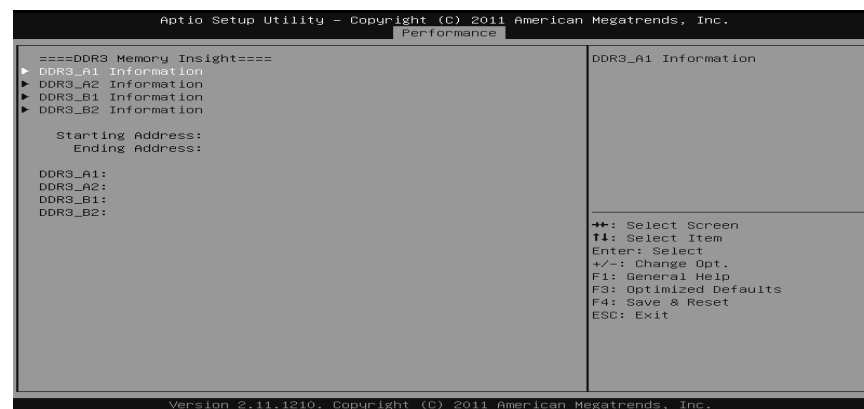 Aptio Setup Utility – Copyright (C) 2011 American Megatrends, Inc.
Performance
====DDR3 Memory Insight====
▶ DDR3_A1 Information
▶ DDR3_A2 Information
▶ DDR3_B1 Information
▶ DDR3_B2 Information
Starting Address:
Ending Address:
DDR3_A1:
DDR3_A2:
DDR3_B1:
DDR3_B2:
DDR3_A1 Information
→←: Select Screen
↑↓: Select Item
Enter: Select
+/-: Change Opt.
F1: General Help
F3: Optimized Defaults
F4: Save & Reset
ESC: Exit
Version 2.11.1210. Copyright (C) 2011 American Megatrends, Inc.